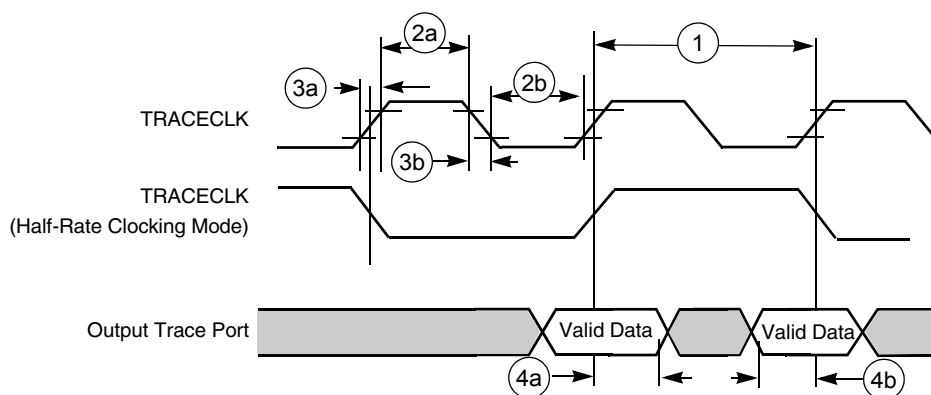 2a
1
3a
2b
TRACECLK
3b
TRACECLK
(Half-Rate Clocking Mode)
Output Trace Port
Valid Data
Valid Data
4a
4b